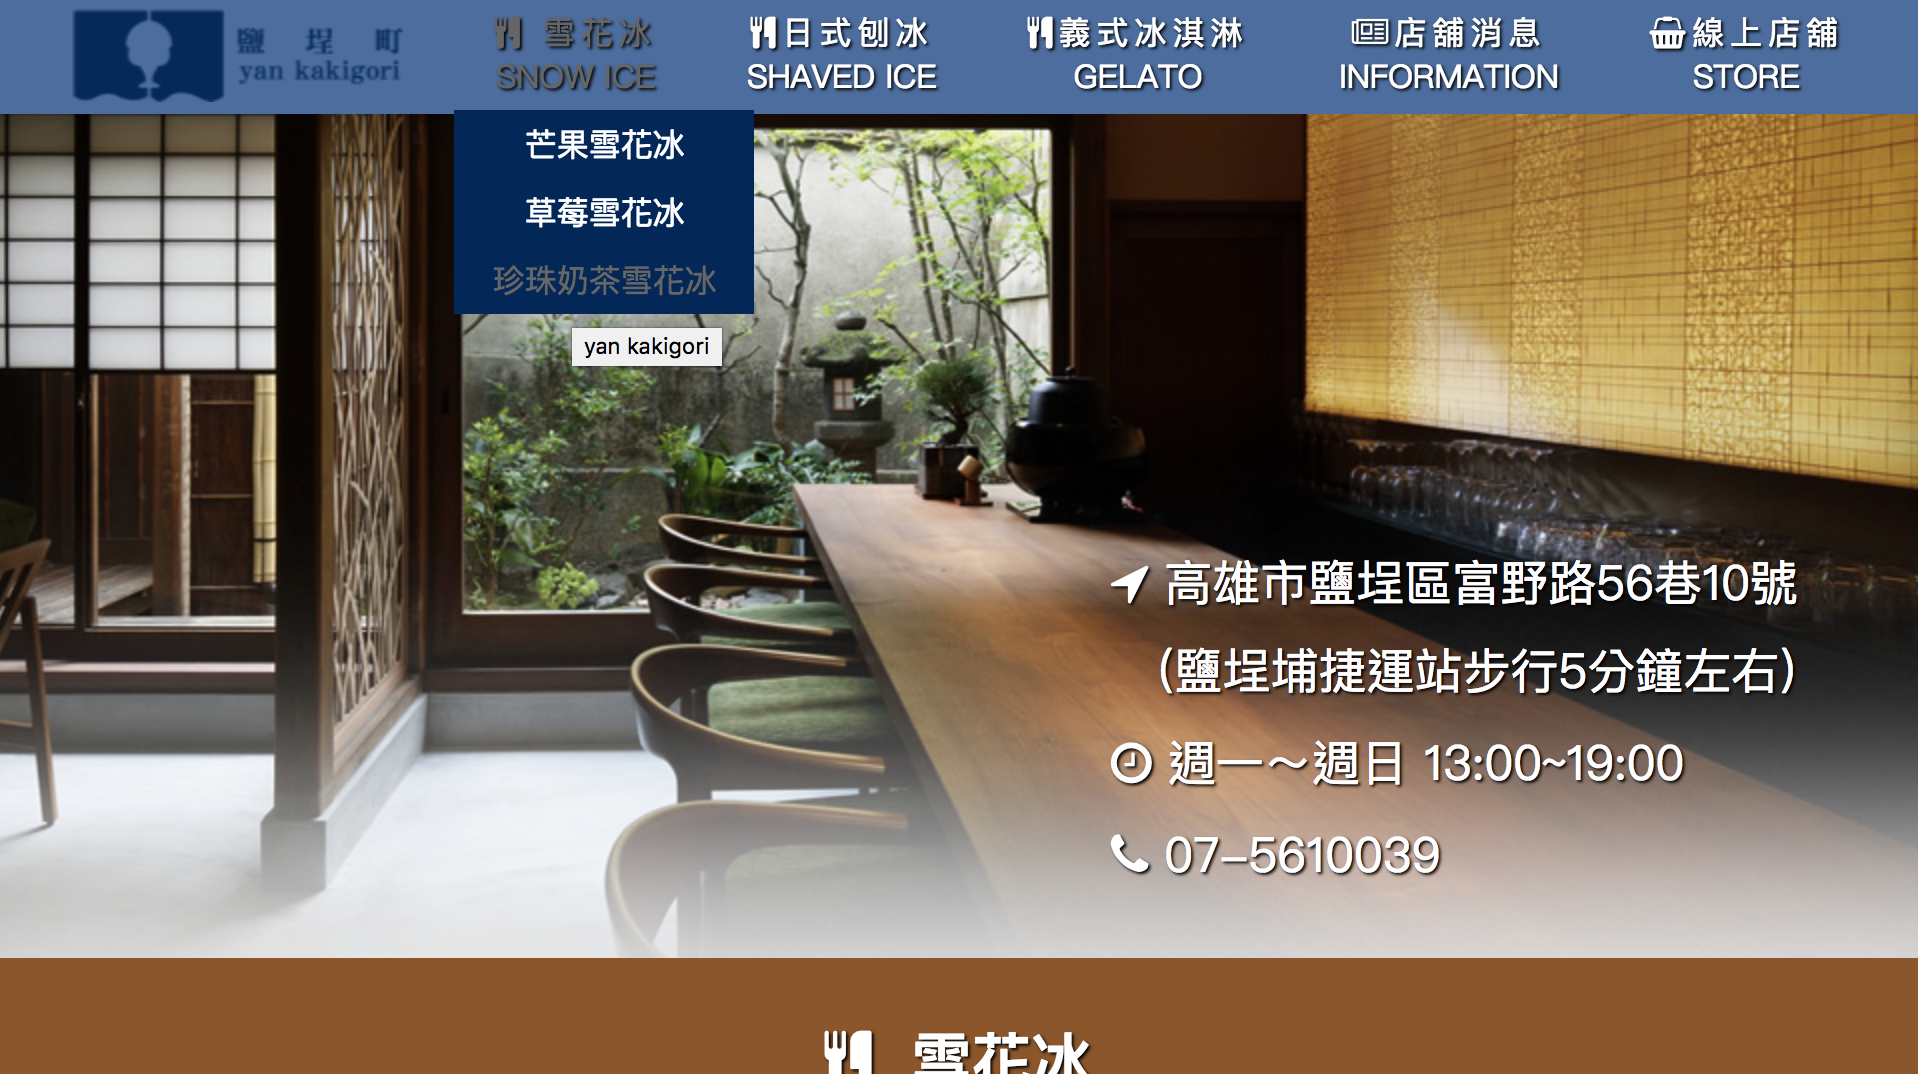 鹽埕町
yan kakigori
雪花冰
SNOW ICE
日式刨冰
SHAVED ICE
義式冰淇淋
GELATO
店舖消息
INFORMATION
線上店舖
STORE
芒果雪花冰
草莓雪花冰
珍珠奶茶雪花冰
yan kakigori
高雄市鹽埕區富野路56巷10號
(鹽埕埔捷運站步行5分鐘左右)
週一～週日 13:00~19:00
07-5610039
雪花冰